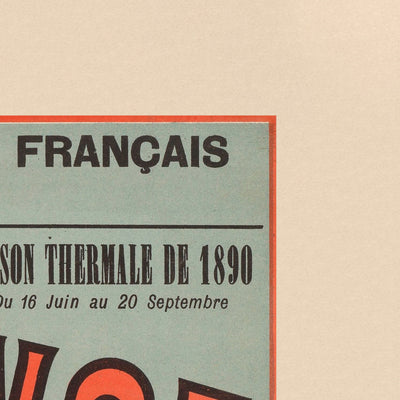 FRANÇAIS
SON THERMALE DE 1890
Du 16 Juin au 20 Septembre